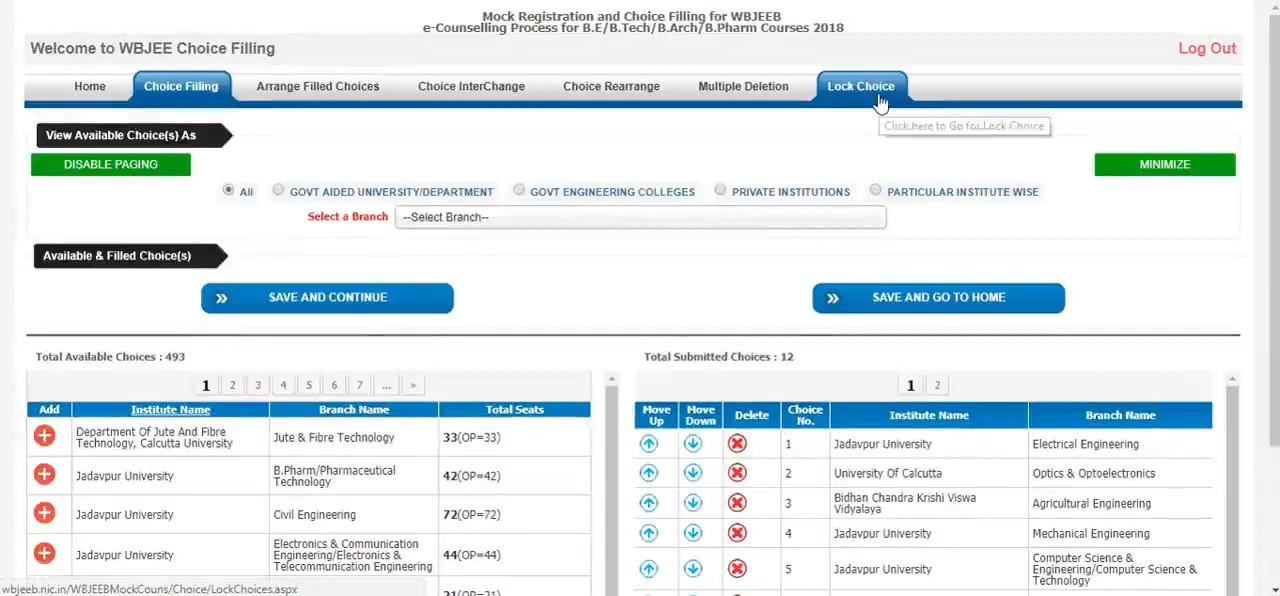 Mock Registration and Choice Filling for WBJEEB
e-Counselling Process for B.E/B.Tech/B.Arch/B.Pharm Courses 2018
Welcome to WBJEE Choice Filling
Log Out
Home Choice Filling Arrange Filled Choices Choice InterChange Choice Rearrange Multiple Deletion Lock Choice
Click here to Go for Lock Choice
View Available Choice(s) As
DISABLE PAGING
MINIMIZE
All GOVT AIDED UNIVERSITY/DEPARTMENT GOVT ENGINEERING COLLEGES PRIVATE INSTITUTIONS PARTICULAR INSTITUTE WISE
Select a Branch --Select Branch--
Available & Filled Choice(s)
» SAVE AND CONTINUE
» SAVE AND GO TO HOME
Total Available Choices : 493
1 2 3 4 5 6 7 ... »
Add Institute Name Branch Name Total Seats
Department Of Jute And Fibre
Technology, Calcutta University
Jute & Fibre Technology
33(OP=33)
Jadavpur University
B.Pharm/Pharmaceutical
Technology
42(OP=42)
Jadavpur University
Civil Engineering
72(OP=72)
Jadavpur University
Electronics & Communication
Engineering/Electronics &
Telecommunication Engineering
44(OP=44)
Total Submitted Choices : 12
1 2
Move
Up
Move
Down
Delete
Choice
No.
Institute Name
Branch Name
1 Jadavpur University Electrical Engineering
2 University Of Calcutta Optics & Optoelectronics
3
Bidhan Chandra Krishi Viswa
Vidyalaya
Agricultural Engineering
4 Jadavpur University Mechanical Engineering
5 Jadavpur University
Computer Science &
Engineering/Computer Science &
Technology
wbjeeb.nic.in/WBJEEBMockCouns/Choice/LockChoices.aspx